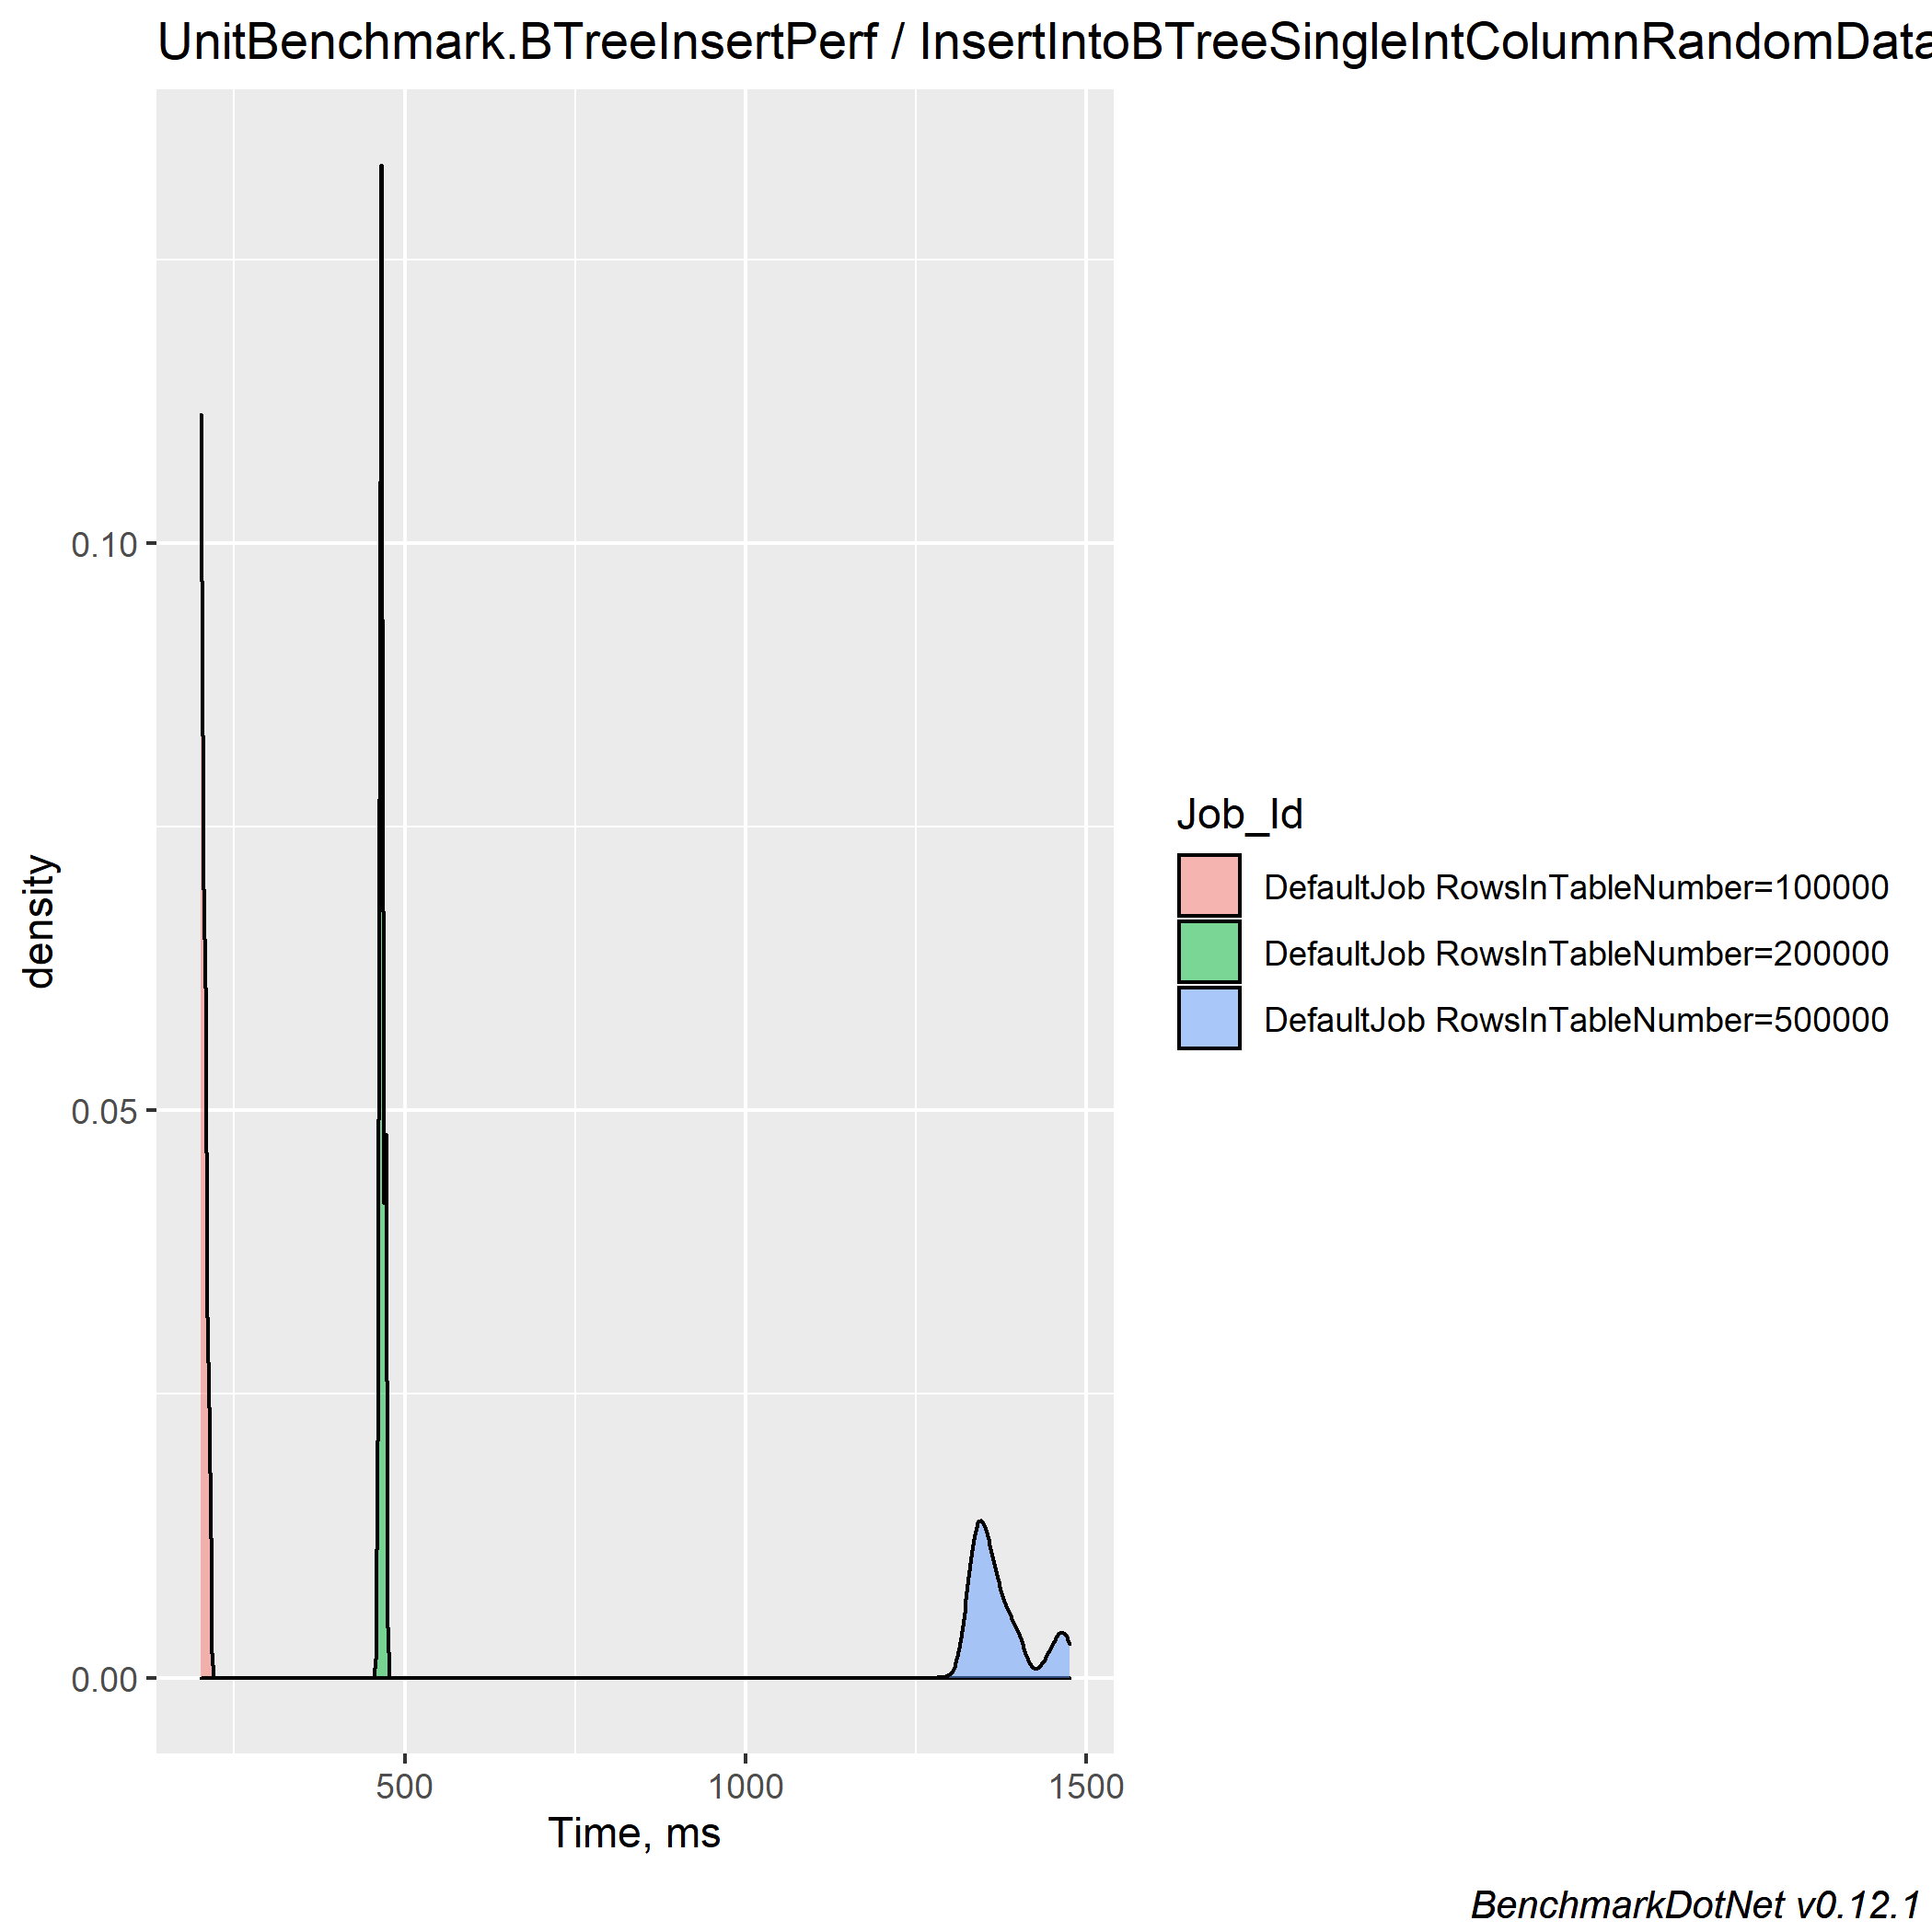 UnitBenchmark.BTreeInsertPerf / InsertIntoBTreeSingleIntColumnRandomData
0.10
0.05
0.00
density
500 1000 1500
Time, ms
Job_Id
DefaultJob RowsInTableNumber=100000
DefaultJob RowsInTableNumber=200000
DefaultJob RowsInTableNumber=500000
BenchmarkDotNet v0.12.1